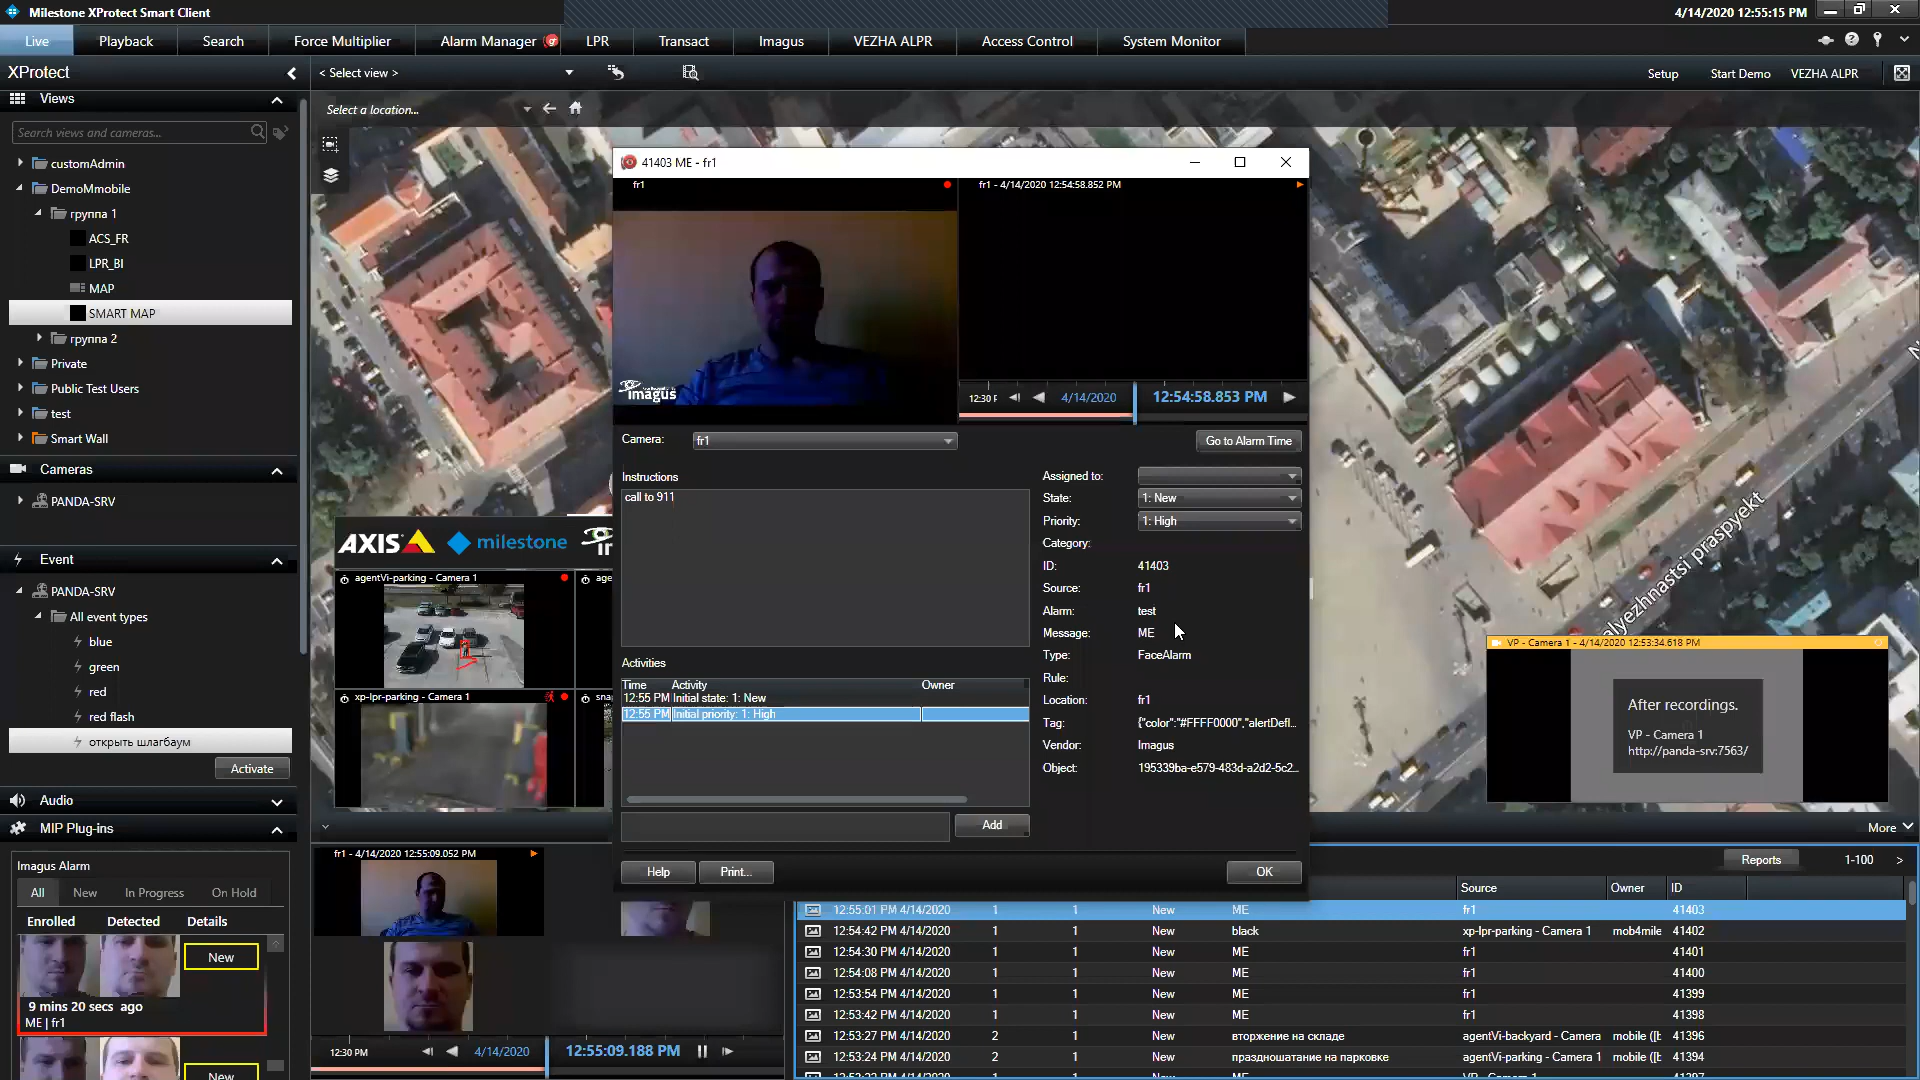 Milestone XProtect Smart Client
4/14/2020 12:55:15 PM
Live
Playback
Search
Force Multiplier
Alarm Manager
LPR
Transact
Imagus
VEZHA ALPR
Access Control
System Monitor
XProtect
< Select view >
Setup
Start Demo
VEZHA ALPR
Views
Search views and cameras...
customAdmin
DemoMmobile
группа 1
ACS_FR
LPR_BI
MAP
SMART MAP
группа 2
Private
Public Test Users
test
Smart Wall
Cameras
PANDA-SRV
Event
PANDA-SRV
All event types
blue
green
red
red flash
открыть шлагбаум
Activate
Audio
MIP Plug-ins
Imagus Alarm
All
New
In Progress
On Hold
Enrolled
Detected
Details
New
9 mins 20 secs ago
ME | fr1
New
Select a location...
AXIS
milestone
agentVi-parking - Camera 1
xp-lpr-parking - Camera 1
41403 ME - fr1
fr1
fr1 - 4/14/2020 12:54:58.852 PM
imagus
12:30 F
4/14/2020
12:54:58.853 PM
Camera:
fr1
Go to Alarm Time
Instructions
call to 911
Activities
Time
Activity
Owner
12:55 PM
Initial state: 1: New
12:55 PM
Initial priority: 1: High
Add
Assigned to:
State:
1: New
Priority:
1: High
Category:
ID:
41403
Source:
fr1
Alarm:
test
Message:
ME
Type:
FaceAlarm
Rule:
Location:
fr1
Tag:
{"color":"#FFFF0000","alertDefl...
Vendor:
Imagus
Object:
195339ba-e579-483d-a2d2-5c2...
Help
Print...
OK
alyezhnastsi praspyekt
VP - Camera 1 - 4/14/2020 12:53:34.618 PM
After recordings.
VP - Camera 1
http://panda-srv:7563/
More
fr1 - 4/14/2020 12:55:09.052 PM
12:30 PM
4/14/2020
12:55:09.188 PM
Reports
1-100
Source
Owner
ID
12:55:01 PM 4/14/2020 1 1 New ME fr1 41403
12:54:42 PM 4/14/2020 1 1 New black xp-lpr-parking - Camera 1 mob4mile 41402
12:54:30 PM 4/14/2020 1 1 New ME fr1 41401
12:54:08 PM 4/14/2020 1 1 New ME fr1 41400
12:53:54 PM 4/14/2020 1 1 New ME fr1 41399
12:53:42 PM 4/14/2020 1 1 New ME fr1 41398
12:53:27 PM 4/14/2020 2 1 New вторжение на складе agentVi-backyard - Camera mobile ([b 41396
12:53:24 PM 4/14/2020 2 1 New праздношатание на парковке agentVi-parking - Camera 1 mobile ([b 41394